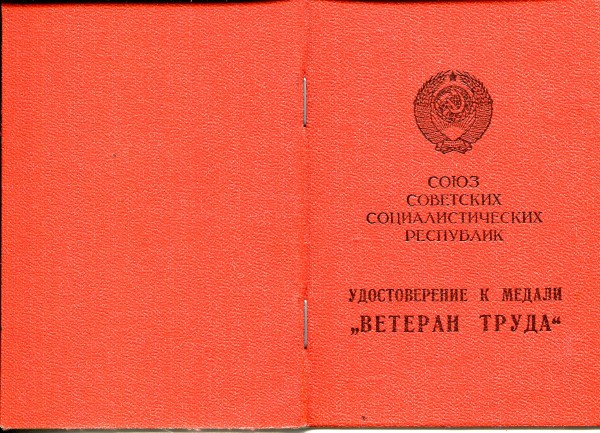 СОЮЗ
СОВЕТСКИХ
СОЦИАЛИСТИЧЕСКИХ
РЕСПУБЛИК
УДОСТОВЕРЕНИЕ К МЕДАЛИ
„ВЕТЕРАН ТРУДА“